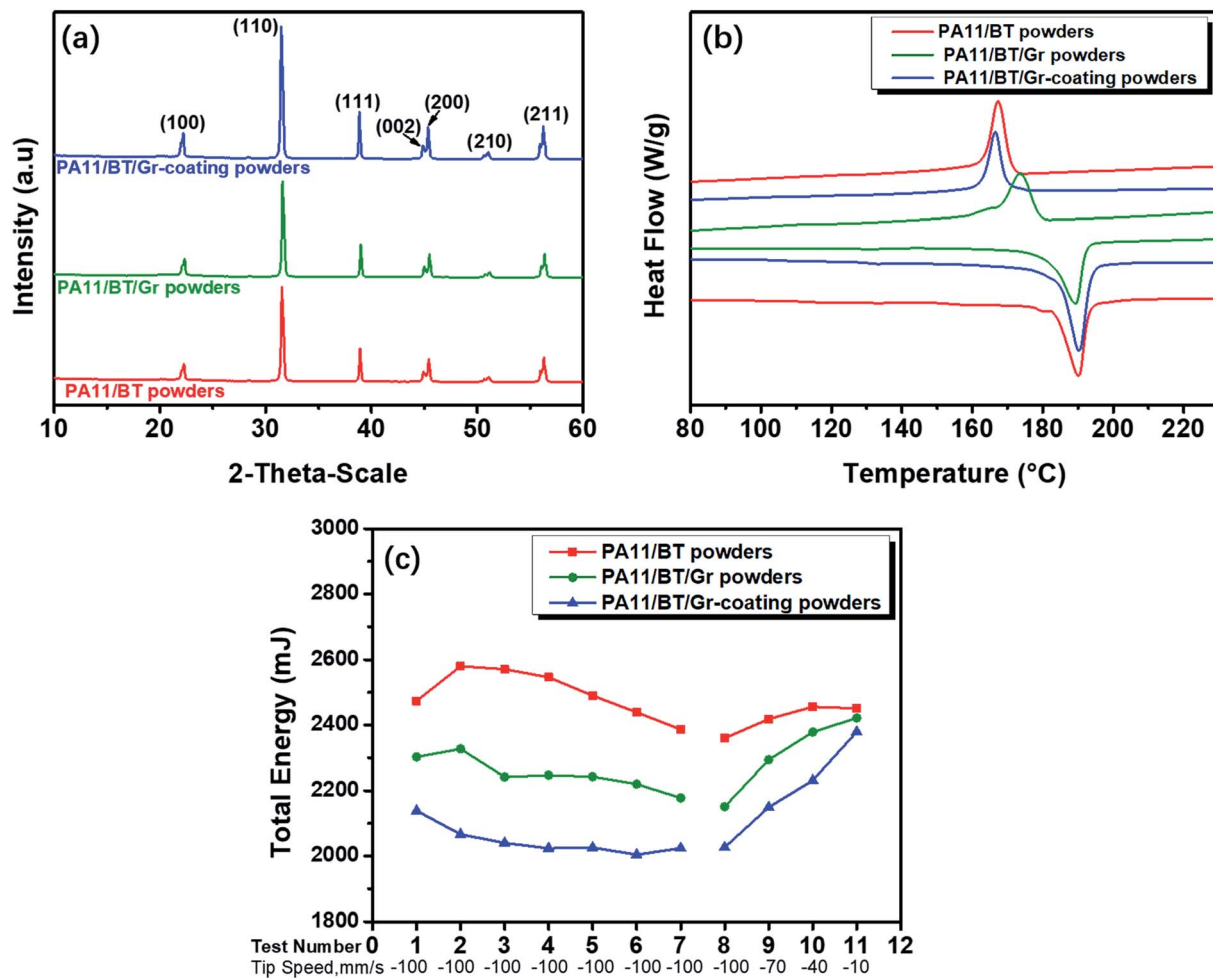 (a)
(110)
(100)
(111)
(002)
(200)
(210)
(211)
PA11/BT/Gr-coating powders
PA11/BT/Gr powders
PA11/BT powders
Intensity (a.u)
10 20 30 40 50 60
2-Theta-Scale
(b)
PA11/BT powders
PA11/BT/Gr powders
PA11/BT/Gr-coating powders
Heat Flow (W/g)
80 100 120 140 160 180 200 220
Temperature (°C)
(c)
PA11/BT powders
PA11/BT/Gr powders
PA11/BT/Gr-coating powders
Total Energy (mJ)
3000
2800
2600
2400
2200
2000
1800
Test Number 0 1 2 3 4 5 6 7 8 9 10 11 12
Tip Speed,mm/s -100 -100 -100 -100 -100 -100 -100 -100 -70 -40 -10